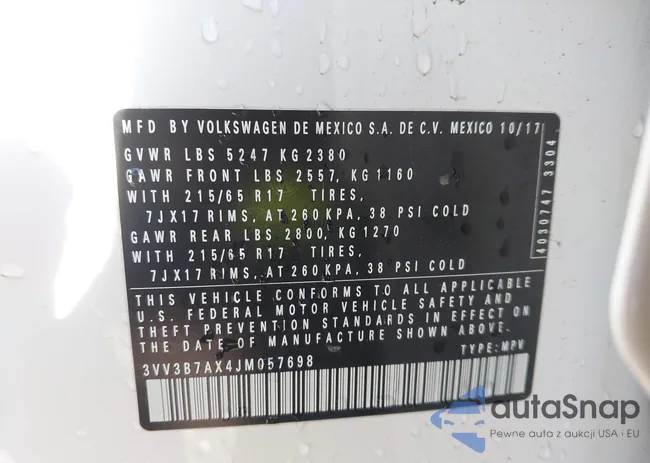 MFD BY VOLKSWAGEN DE MEXICO S.A. DE C.V. MEXICO 10/17
GVWR LBS 5247 KG 2380
GAWR FRONT LBS 2557, KG 1160
WITH 215/65 R17 TIRES,
7JX17 RIMS, AT 260 KPA, 38 PSI COLD
GAWR REAR LBS 2800, KG 1270
WITH 215/65 R17 TIRES,
7JX17 RIMS, AT 260 KPA, 38 PSI COLD
4030747 3304
THIS VEHICLE CONFORMS TO ALL APPLICABLE
U.S. FEDERAL MOTOR VEHICLE SAFETY AND
THEFT PREVENTION STANDARDS IN EFFECT ON
THE DATE OF MANUFACTURE SHOWN ABOVE.
3VV3B7AX4JM057698 TYPE: MPV
autaSnap
Pewne auta z aukcji USA i EU